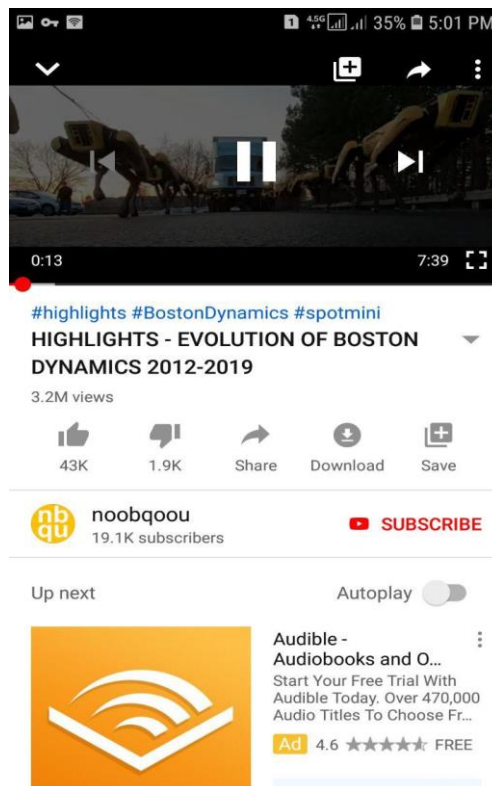 1 4.5G 35% 5:01 PM
0:13 7:39
#highlights #BostonDynamics #spotmini
HIGHLIGHTS - EVOLUTION OF BOSTON
DYNAMICS 2012-2019
3.2M views
43K 1.9K Share Download Save
nb
qu
noobqoou
19.1K subscribers
SUBSCRIBE
Up next Autoplay
Audible -
Audiobooks and O...
Start Your Free Trial With
Audible Today. Over 470,000
Audio Titles To Choose Fr...
Ad 4.6 FREE